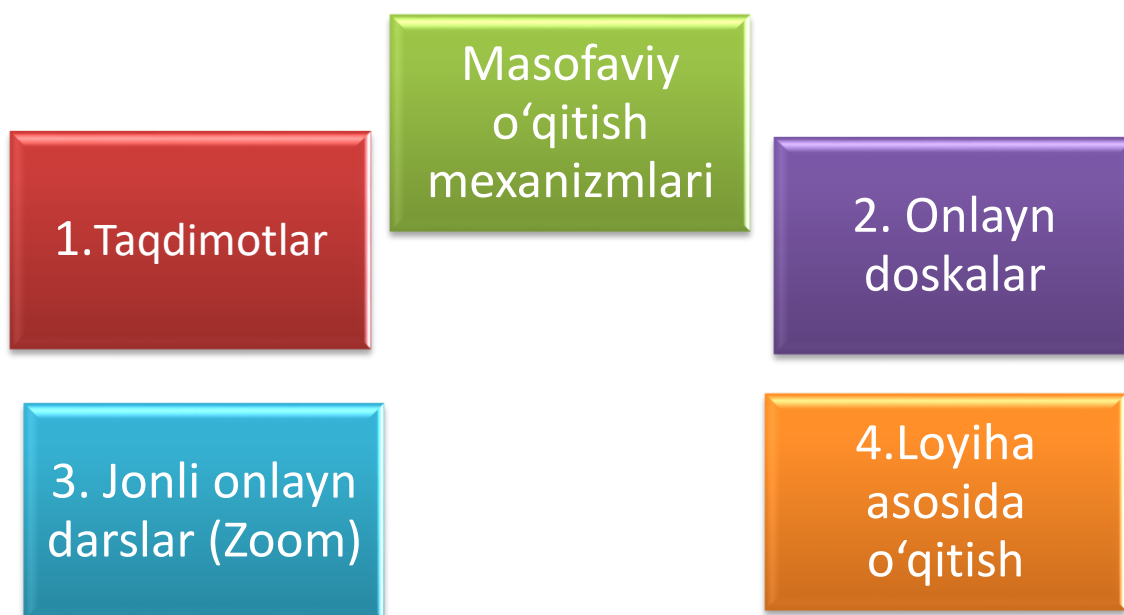 Masofaviy
o‘qitish
mexanizmlari
1.Taqdimotlar
2. Onlayn
doskalar
3. Jonli onlayn
darslar (Zoom)
4.Loyiha
asosida
o‘qitish